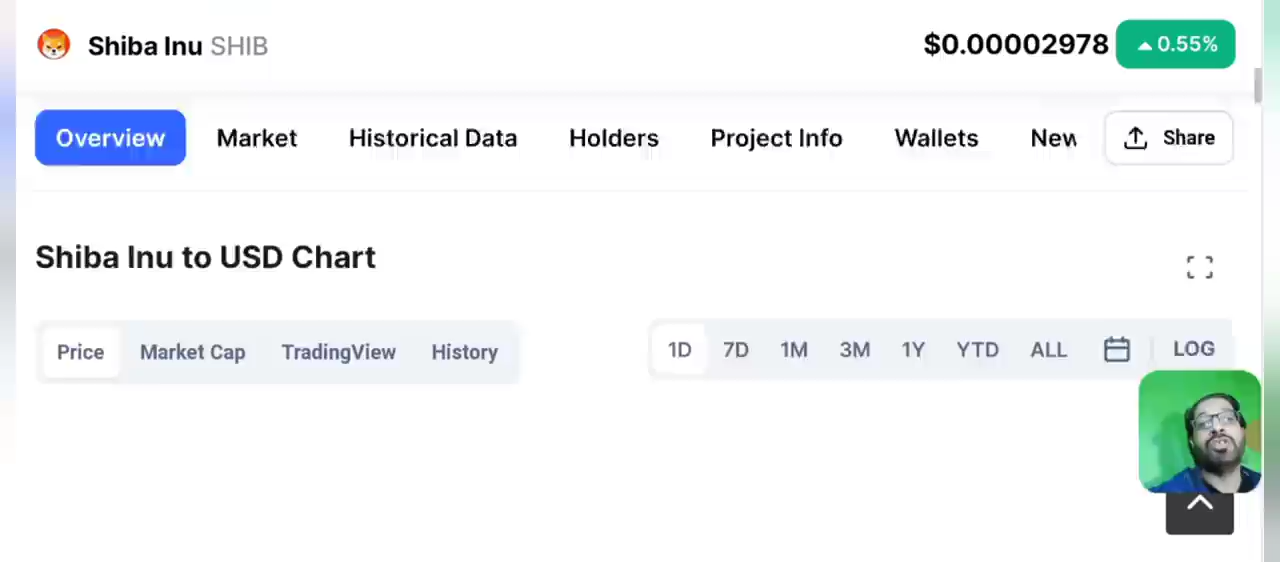 Shiba Inu SHIB $0.00002978 ▲ 0.55%
Overview Market Historical Data Holders Project Info Wallets New Share
Shiba Inu to USD Chart
Price Market Cap TradingView History 1D 7D 1M 3M 1Y YTD ALL LOG